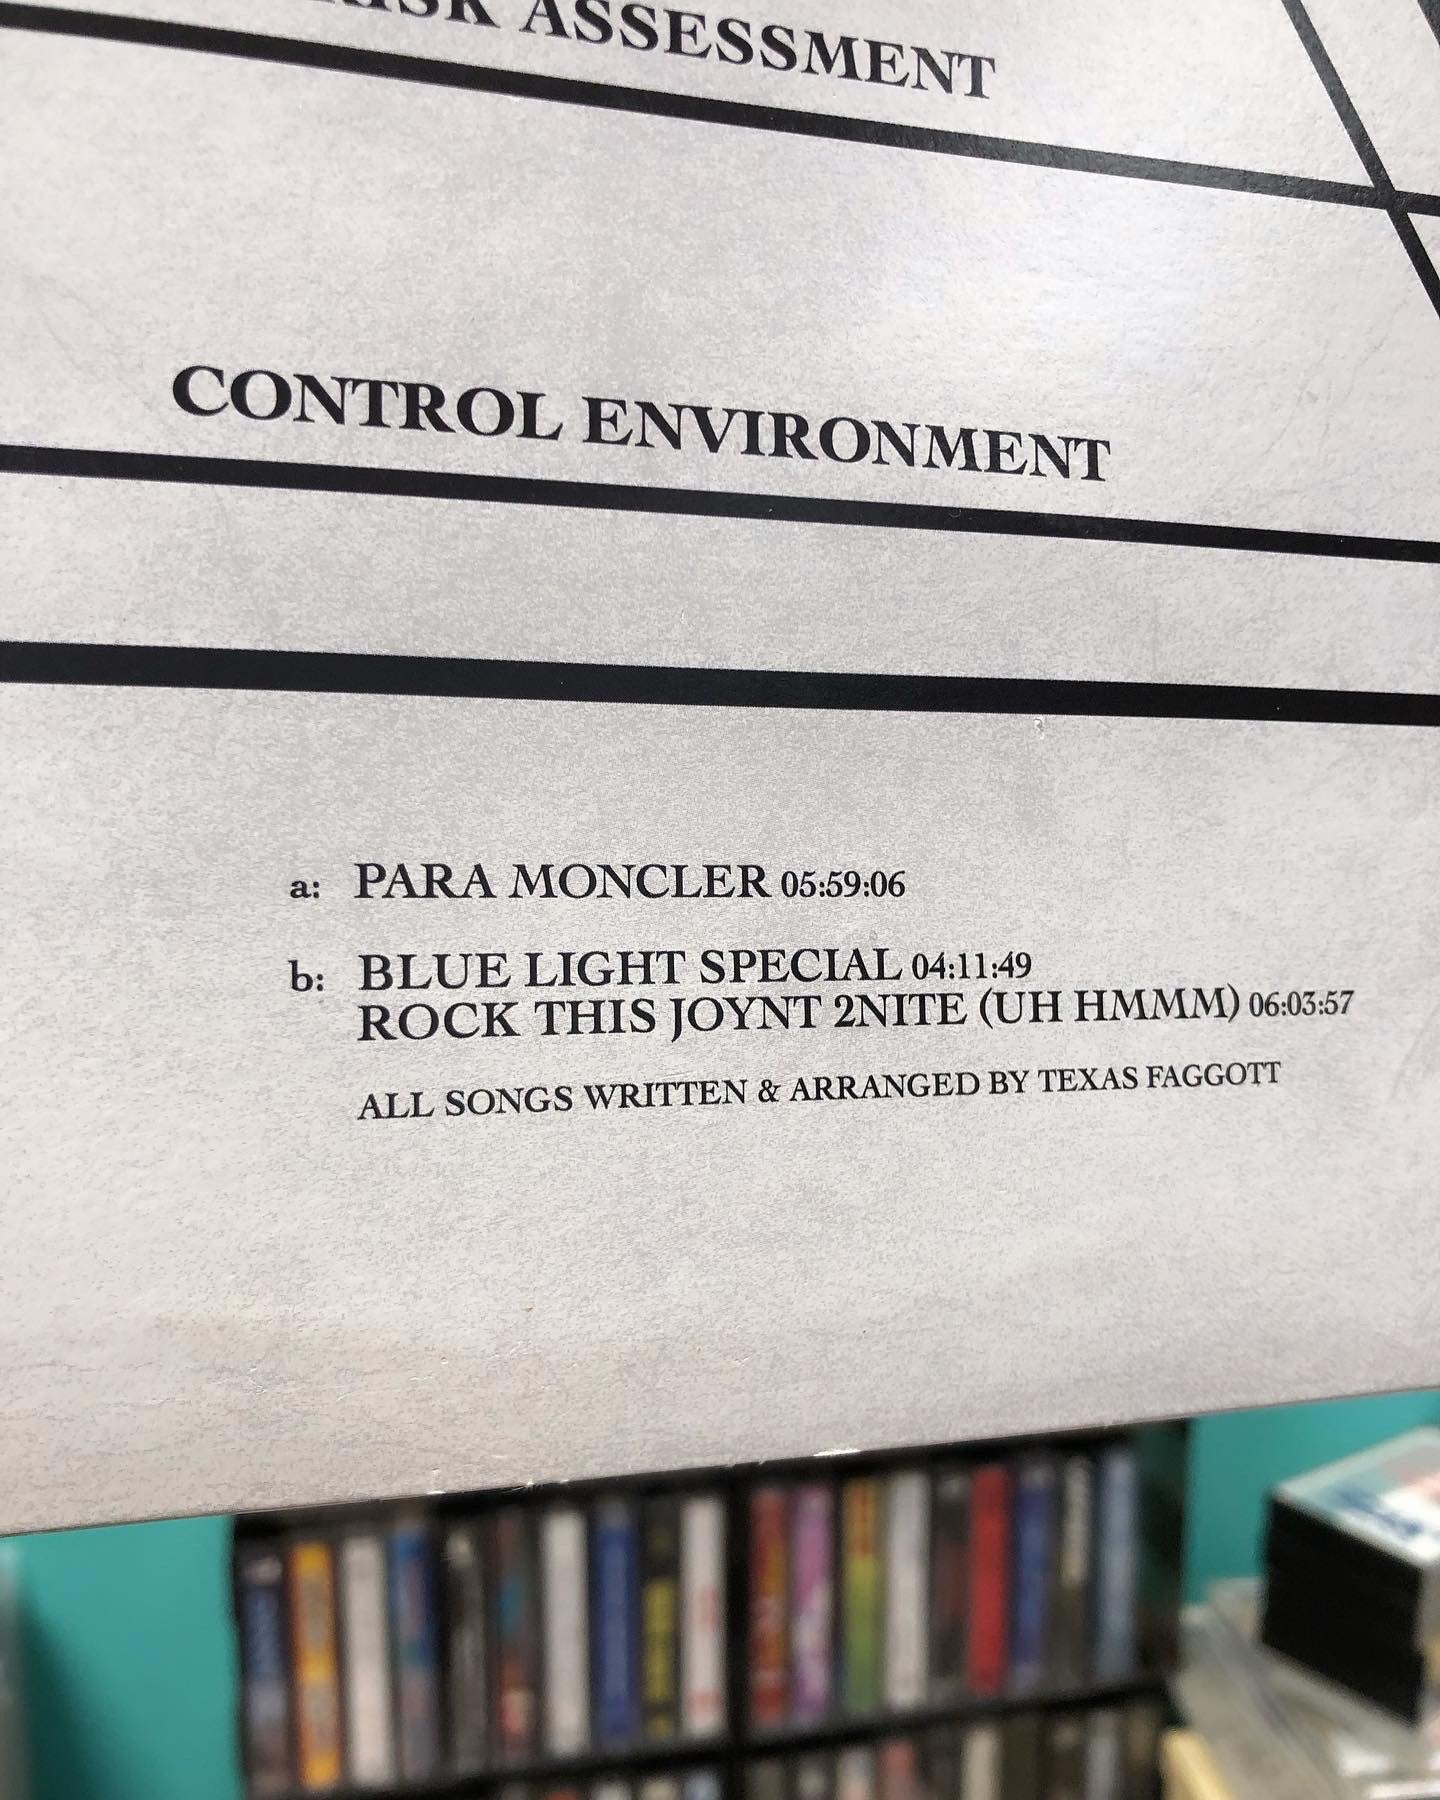 ASSESSMENT
CONTROL ENVIRONMENT
a: PARA MONCLER 05:59:06
b: BLUE LIGHT SPECIAL 04:11:49
ROCK THIS JOYNT 2NITE (UH HMMM) 06:03:57
ALL SONGS WRITTEN & ARRANGED BY TEXAS FAGGOTT